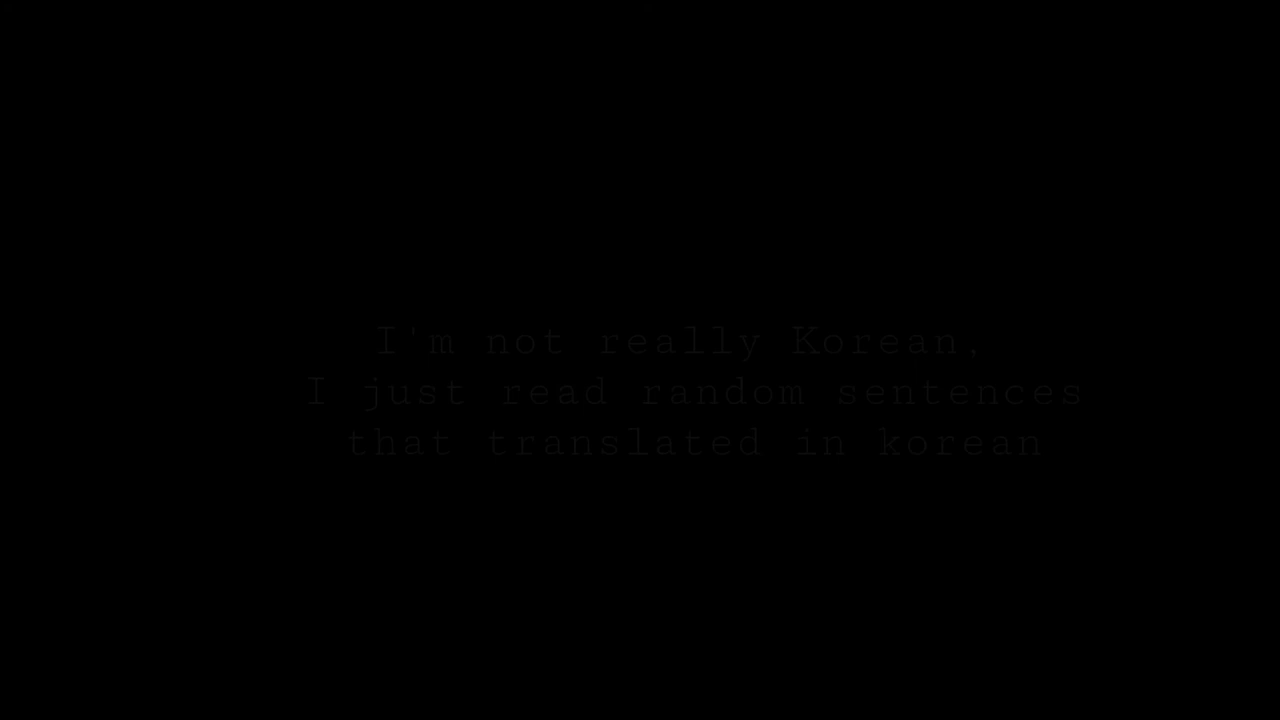 I'm not really Korean,
I just read random sentences
that translated in korean